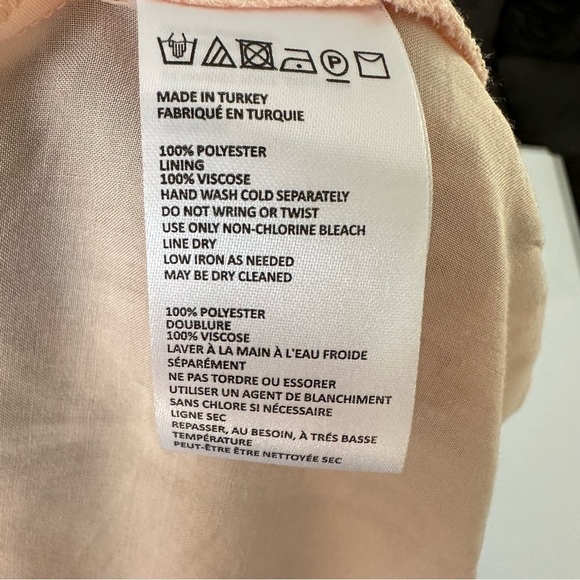 P
MADE IN TURKEY
FABRIQUÉ EN TURQUIE
100% POLYESTER
LINING
100% VISCOSE
HAND WASH COLD SEPARATELY
DO NOT WRING OR TWIST
USE ONLY NON-CHLORINE BLEACH
LINE DRY
LOW IRON AS NEEDED
MAY BE DRY CLEANED
100% POLYESTER
DOUBLURE
100% VISCOSE
LAVER À LA MAIN À L'EAU FROIDE
SÉPARÉMENT
NE PAS TORDRE OU ESSORER
UTILISER UN AGENT DE BLANCHIMENT
SANS CHLORE SI NÉCESSAIRE
LIGNE SEC
REPASSER, AU BESOIN, À TRÉS BASSE
TEMPÉRATURE
PEUT-ÊTRE ÊTRE NETTOYÉE SEC